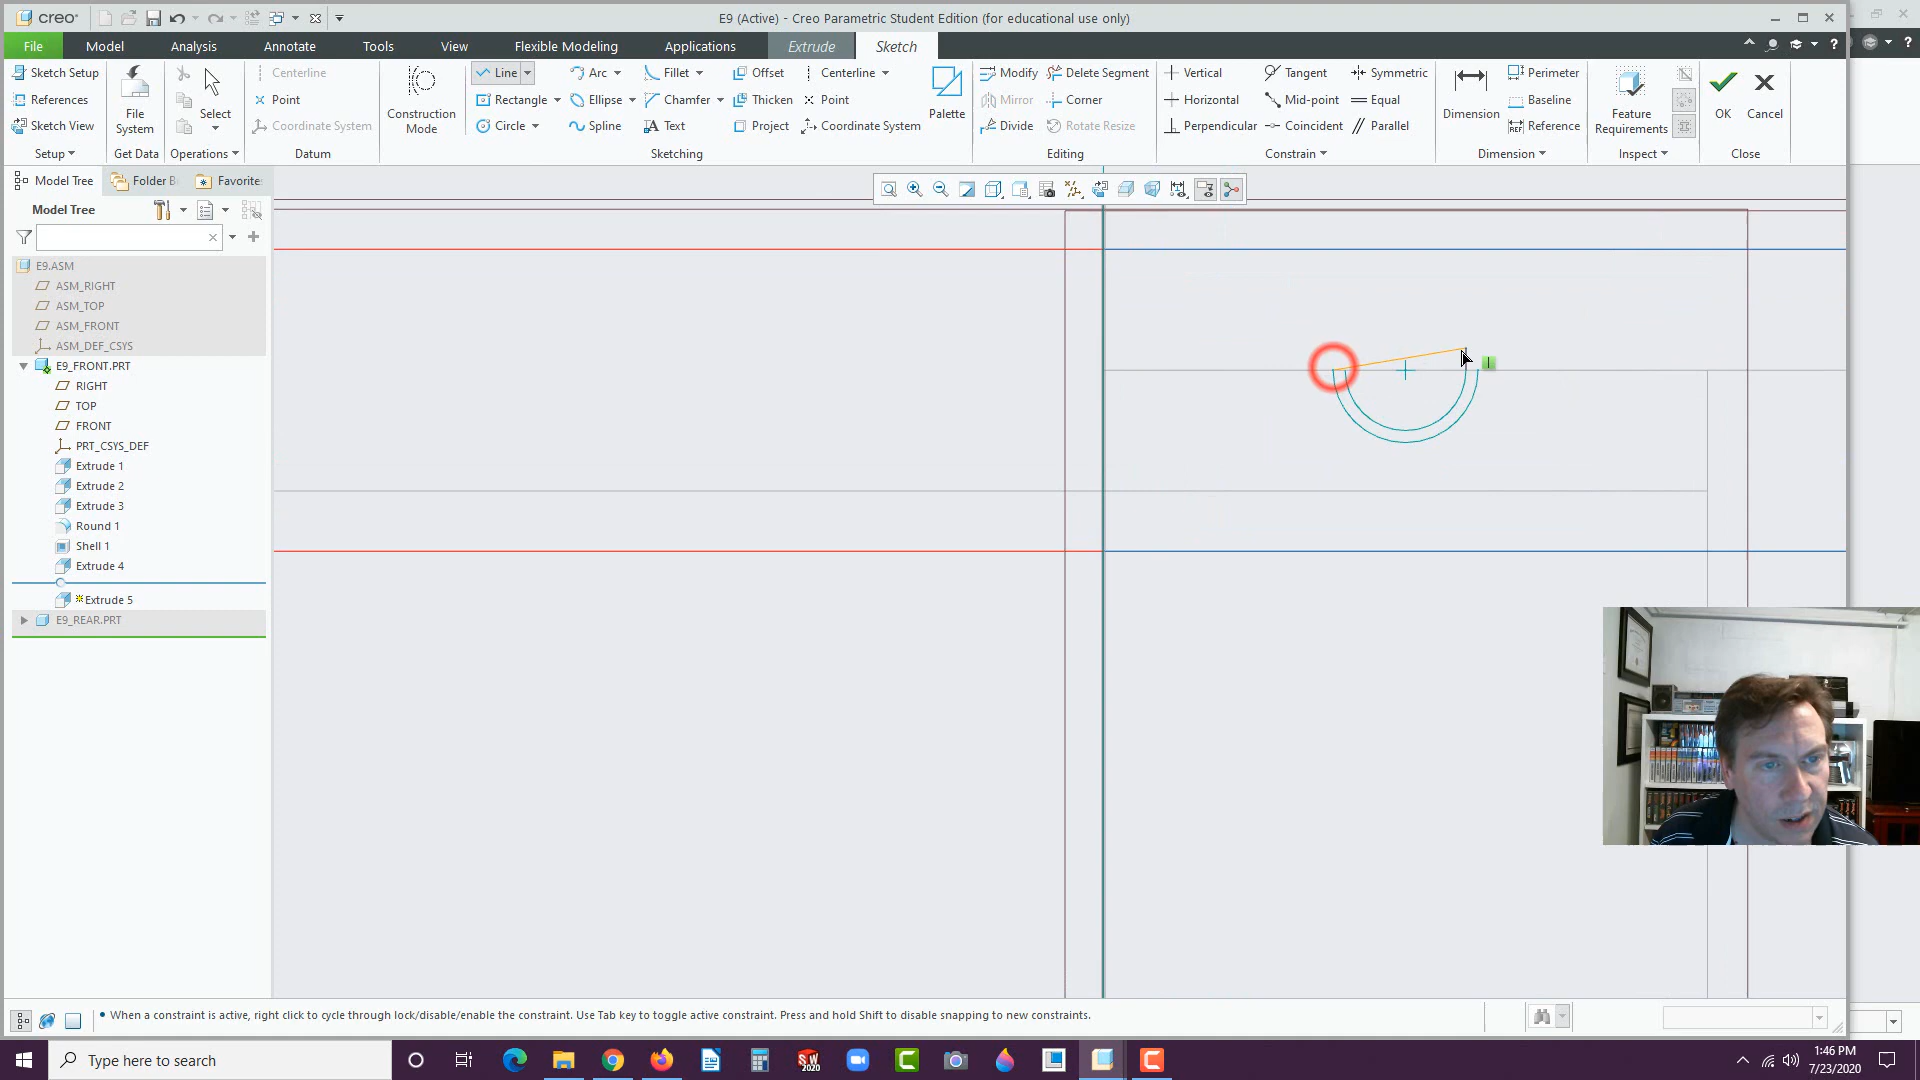 creo
E9 (Active) - Creo Parametric Student Edition (for educational use only)
File Model Analysis Annotate Tools View Flexible Modeling Applications Extrude Sketch
Sketch Setup
References
Sketch View
Setup
File System
Get Data
Select
Operations
Centerline
Point
Coordinate System
Datum
Construction Mode
Line Arc Fillet Offset Centerline
Rectangle Ellipse Chamfer Thicken Point
Circle Spline Text Project Coordinate System
Palette
Sketching
Modify Delete Segment
Mirror Corner
Divide Rotate Resize
Editing
Vertical Tangent Symmetric
Horizontal Mid-point Equal
Perpendicular Coincident Parallel
Constrain
Dimension
Perimeter
Baseline
REF Reference
Dimension
Feature Requirements
Inspect
OK Cancel
Close
Model Tree Folder B Favorite
Model Tree
E9.ASM
ASM_RIGHT
ASM_TOP
ASM_FRONT
ASM_DEF_CSYS
E9_FRONT.PRT
RIGHT
TOP
FRONT
PRT_CSYS_DEF
Extrude 1
Extrude 2
Extrude 3
Round 1
Shell 1
Extrude 4
Extrude 5
E9_REAR.PRT
When a constraint is active, right click to cycle through lock/disable/enable the constraint. Use Tab key to toggle active constraint. Press and hold Shift to disable snapping to new constraints.
Type here to search
SW 2020
1:46 PM
7/23/2020